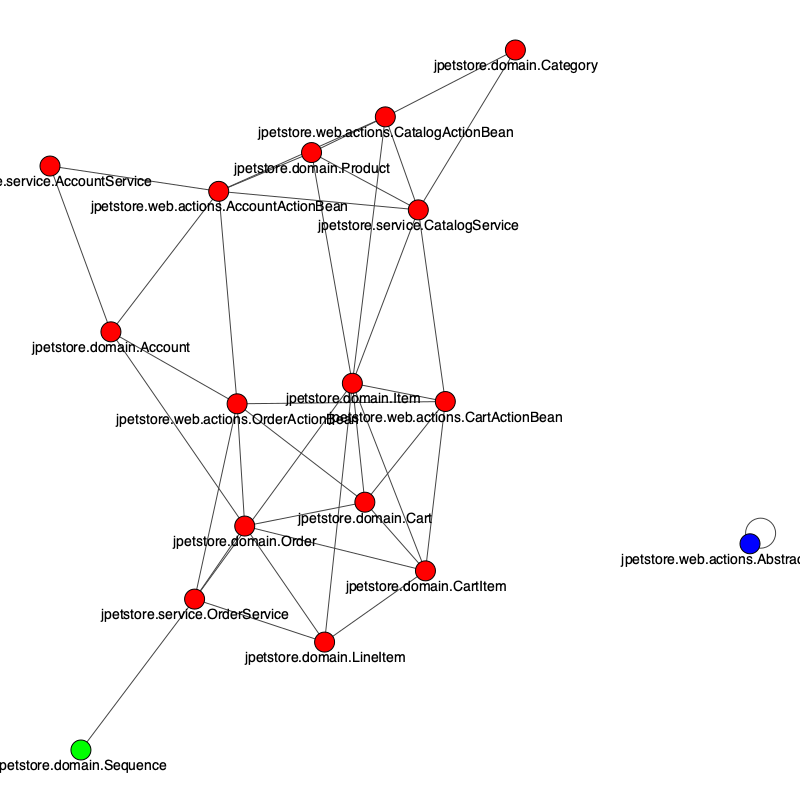 jpetstore.domain.Category
jpetstore.web.actions.CatalogActionBean
jpetstore.domain.Product
e.service.AccountService
jpetstore.web.actions.AccountActionBean
jpetstore.service.CatalogService
jpetstore.domain.Account
jpetstore.domain.Item
jpetstore.web.actions.OrderActionBean
jpetstore.web.actions.CartActionBean
jpetstore.domain.Cart
jpetstore.domain.Order
jpetstore.web.actions.Abstrac
jpetstore.domain.CartItem
jpetstore.service.OrderService
jpetstore.domain.LineItem
petstore.domain.Sequence